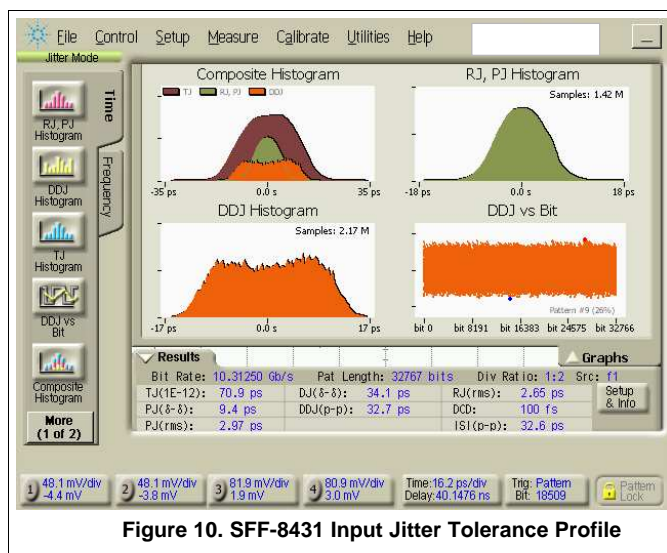 File Control Setup Measure Calibrate Utilities Help
Jitter Mode
Time
Frequency
RJ, PJ
Histogram
DDJ
Histogram
TJ
Histogram
DDJ vs
Bit
Composite
Histogram
More
(1 of 2)
Composite Histogram
TJ RJ, PJ DDJ
-35 ps 0.0 s 35 ps
RJ, PJ Histogram
Samples: 1.42 M
-18 ps 0.0 s 18 ps
DDJ Histogram
Samples: 2.17 M
-17 ps 0.0 s 17 ps
DDJ vs Bit
Pattern #9 (26%)
bit 0 bit 8191 bit 16383 bit 24575 bit 32766
Results
Graphs
Bit Rate: 10.31250 Gb/s Pat Length: 32767 bits Div Ratio: 1:2 Src: f1
TJ(1E-12): 70.9 ps DJ(δ-δ): 34.1 ps RJ(rms): 2.65 ps
PJ(δ-δ): 9.4 ps DDJ(p-p): 32.7 ps DCD: 100 fs
PJ(rms): 2.97 ps ISI(p-p): 32.6 ps
Setup
& Info
1) 48.1 mV/div
-4.4 mV
2) 48.1 mV/div
-3.8 mV
3) 81.9 mV/div
1.9 mV
4) 80.9 mV/div
3.0 mV
Time:16.2 ps/div
Delay:40.1476 ns
Trig: Pattern
Bit: 18509
Pattern
Lock
Figure 10. SFF-8431 Input Jitter Tolerance Profile